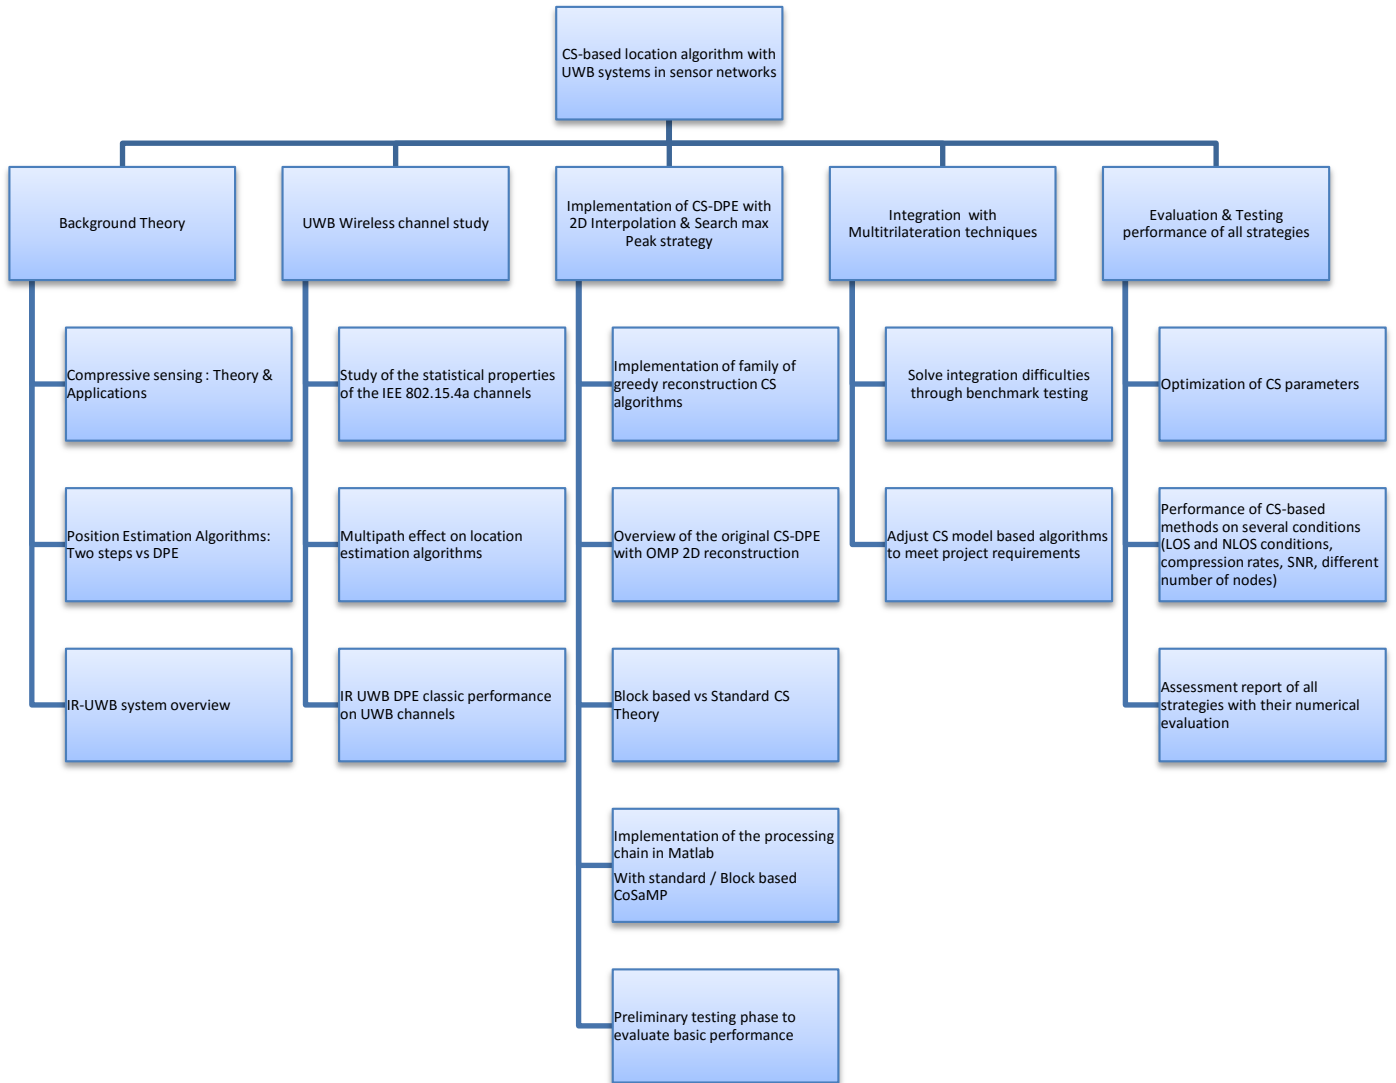 CS-based location algorithm with
UWB systems in sensor networks
Background Theory
UWB Wireless channel study
Implementation of CS-DPE with
2D Interpolation & Search max
Peak strategy
Integration with
Multitrilateration techniques
Evaluation & Testing
performance of all strategies
Compressive sensing : Theory &
Applications
Position Estimation Algorithms:
Two steps vs DPE
IR-UWB system overview
Study of the statistical properties
of the IEE 802.15.4a channels
Multipath effect on location
estimation algorithms
IR UWB DPE classic performance
on UWB channels
Implementation of family of
greedy reconstruction CS
algorithms
Overview of the original CS-DPE
with OMP 2D reconstruction
Block based vs Standard CS
Theory
Implementation of the processing
chain in Matlab
With standard / Block based
CoSaMP
Preliminary testing phase to
evaluate basic performance
Solve integration difficulties
through benchmark testing
Adjust CS model based algorithms
to meet project requirements
Optimization of CS parameters
Performance of CS-based
methods on several conditions
(LOS and NLOS conditions,
compression rates, SNR, different
number of nodes)
Assessment report of all
strategies with their numerical
evaluation